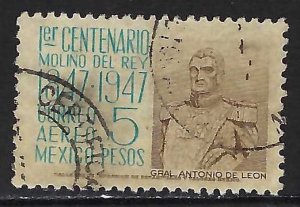 1er CENTENARIO
MOLINO DEL REY
1847-1947
CORREO
AEREO 5
MEXICO PESOS
GRAL. ANTONIO DE LEON